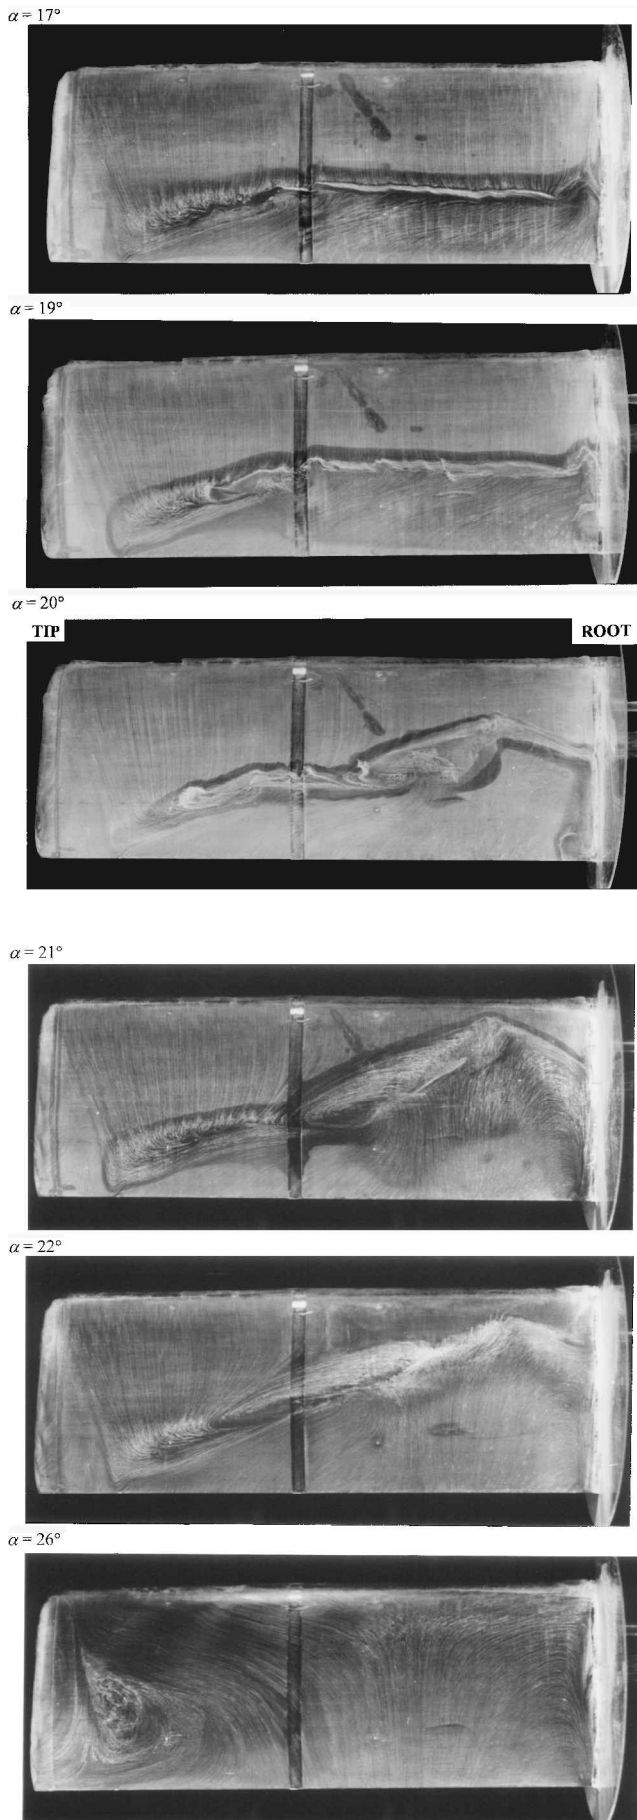 α = 17°
α = 19°
α = 20°
TIP ROOT
α = 21°
α = 22°
α = 26°